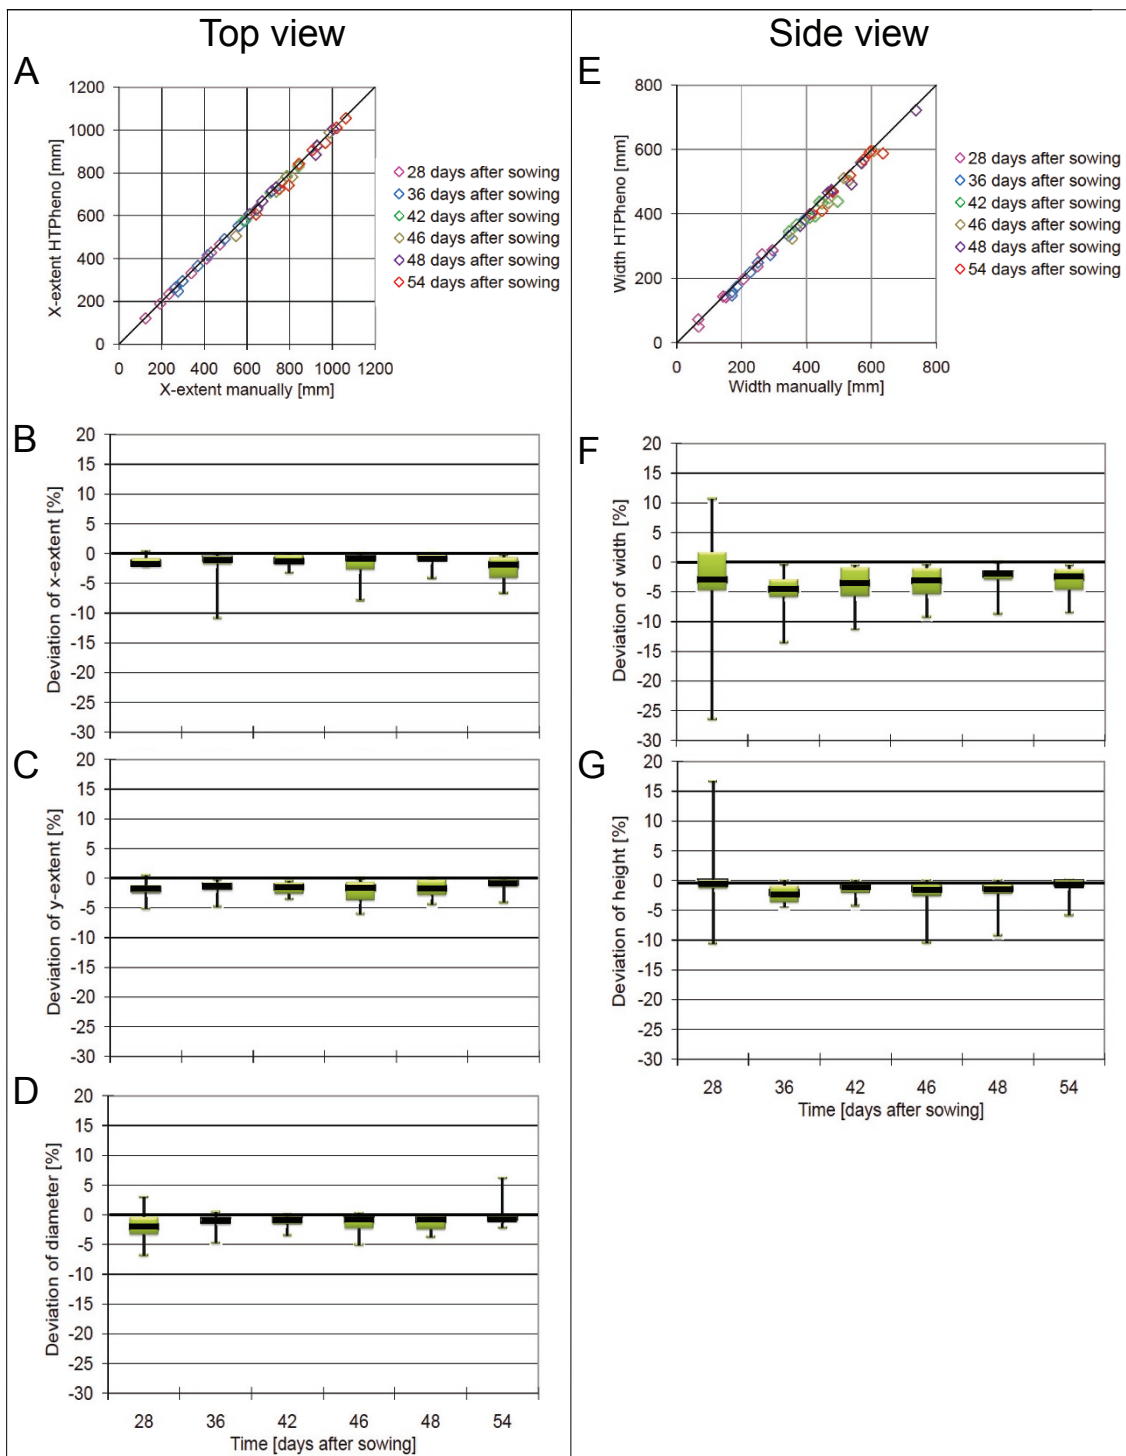 Top view
A
1200
1000
800
600
400
200
0
X-extent HTPheno [mm]
0 200 400 600 800 1000 1200
X-extent manually [mm]
28 days after sowing
36 days after sowing
42 days after sowing
46 days after sowing
48 days after sowing
54 days after sowing
B
20
15
10
5
0
-5
-10
-15
-20
-25
-30
Deviation of x-extent [%]
C
20
15
10
5
0
-5
-10
-15
-20
-25
-30
Deviation of y-extent [%]
D
20
15
10
5
0
-5
-10
-15
-20
-25
-30
Deviation of diameter [%]
28 36 42 46 48 54
Time [days after sowing]
Side view
E
800
600
400
200
0
Width HTPheno [mm]
0 200 400 600 800
Width manually [mm]
28 days after sowing
36 days after sowing
42 days after sowing
46 days after sowing
48 days after sowing
54 days after sowing
F
20
15
10
5
0
-5
-10
-15
-20
-25
-30
Deviation of width [%]
G
20
15
10
5
0
-5
-10
-15
-20
-25
-30
Deviation of height [%]
28 36 42 46 48 54
Time [days after sowing]